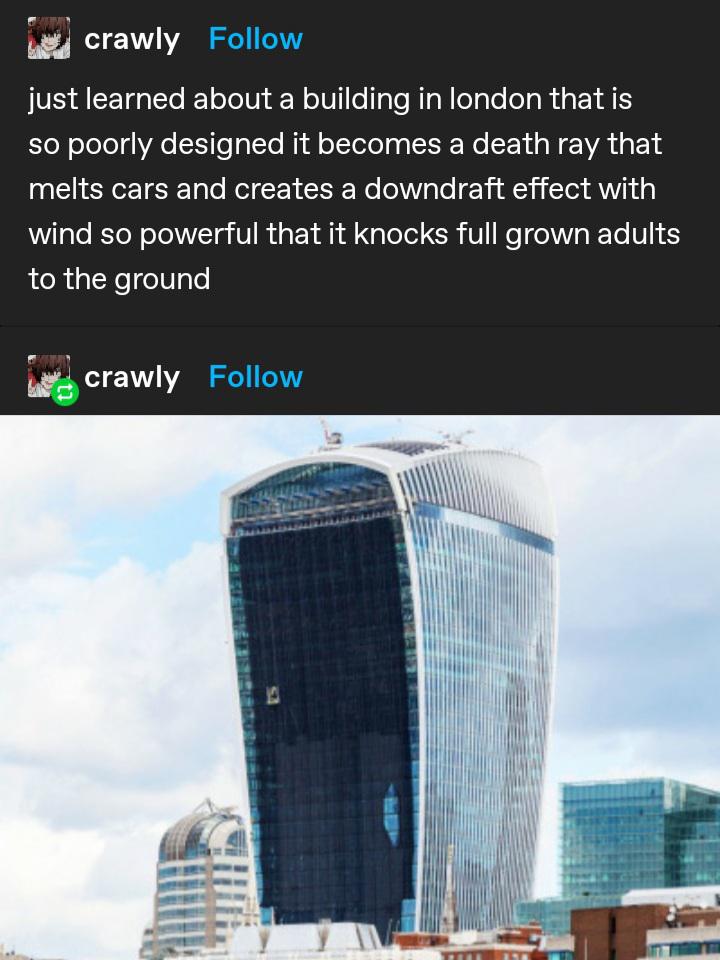 crawly Follow
just learned about a building in london that is
so poorly designed it becomes a death ray that
melts cars and creates a downdraft effect with
wind so powerful that it knocks full grown adults
to the ground
crawly Follow